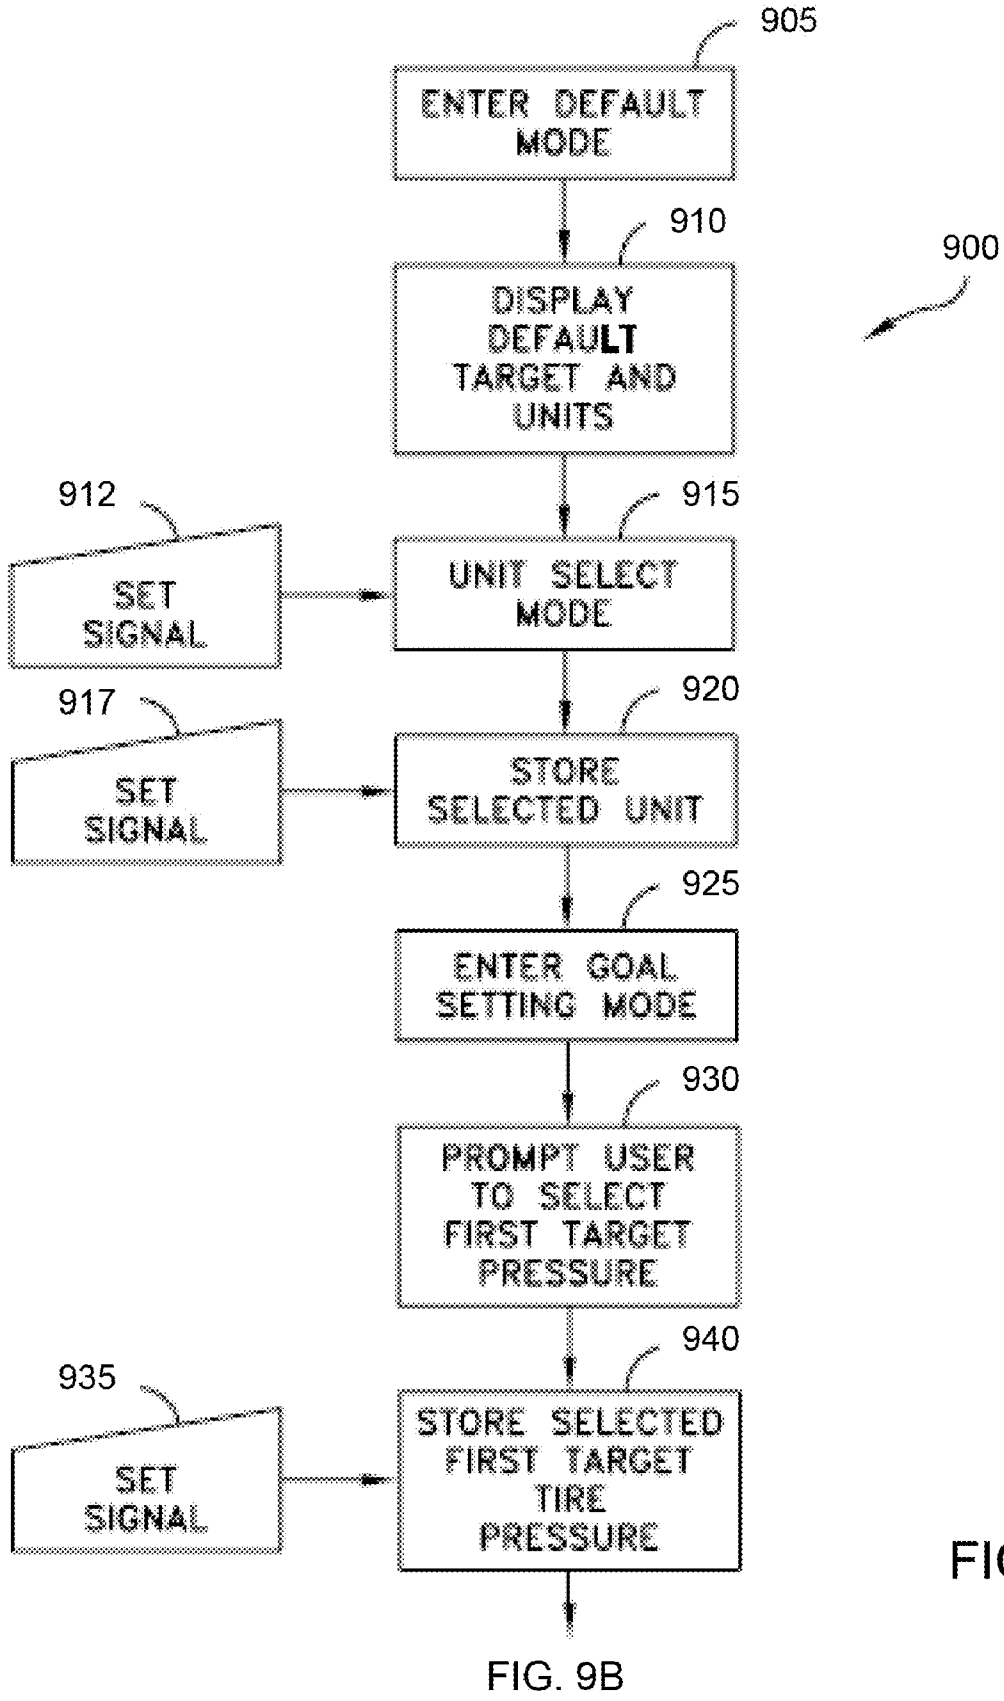 905
ENTER DEFAULT
MODE
910
900
DISPLAY
DEFAULT
TARGET AND
UNITS
912
915
SET
SIGNAL
UNIT SELECT
MODE
917
920
SET
SIGNAL
STORE
SELECTED UNIT
925
ENTER GOAL
SETTING MODE
930
PROMPT USER
TO SELECT
FIRST TARGET
PRESSURE
940
935
SET
SIGNAL
STORE SELECTED
FIRST TARGET
TIRE
PRESSURE
FIG. 9B